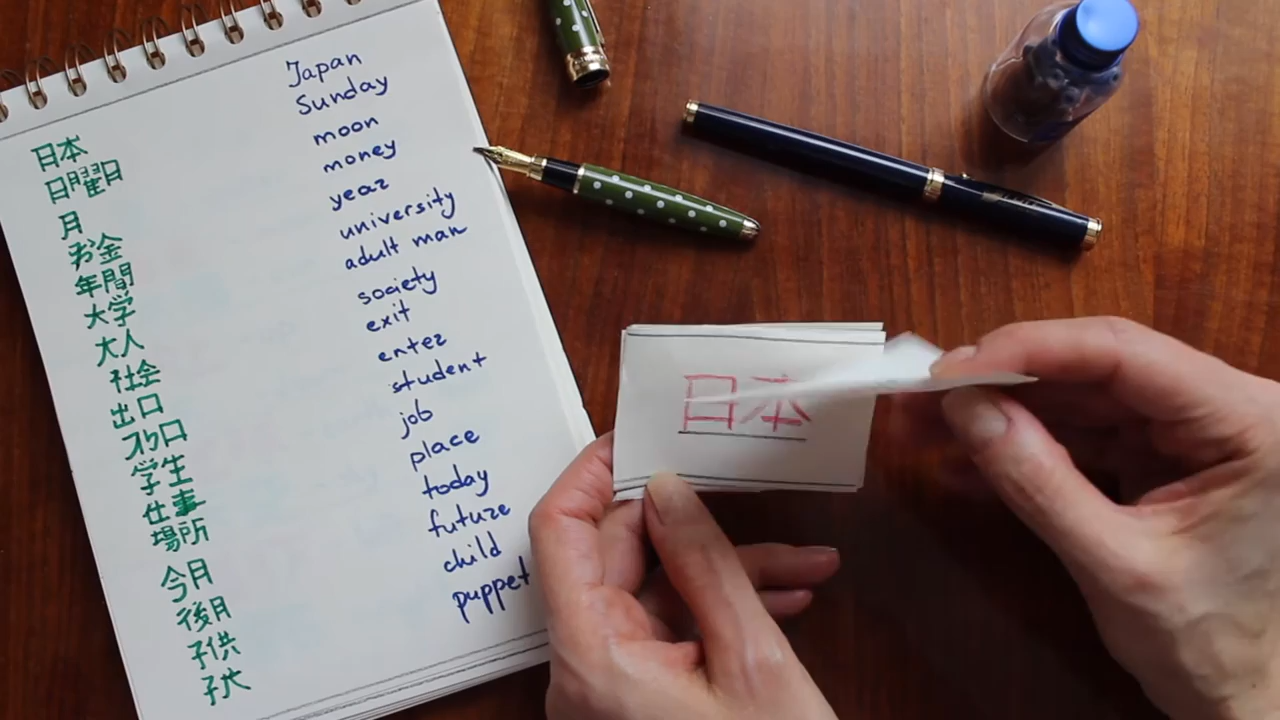 日本
日曜日
月
お金
年間
大学
大人
社会
出口
入り口
学生
仕事
場所
今月
後月
子供
Japan
Sunday
moon
money
year
university
adult man
society
exit
enter
student
job
place
today
future
child
puppet
日本